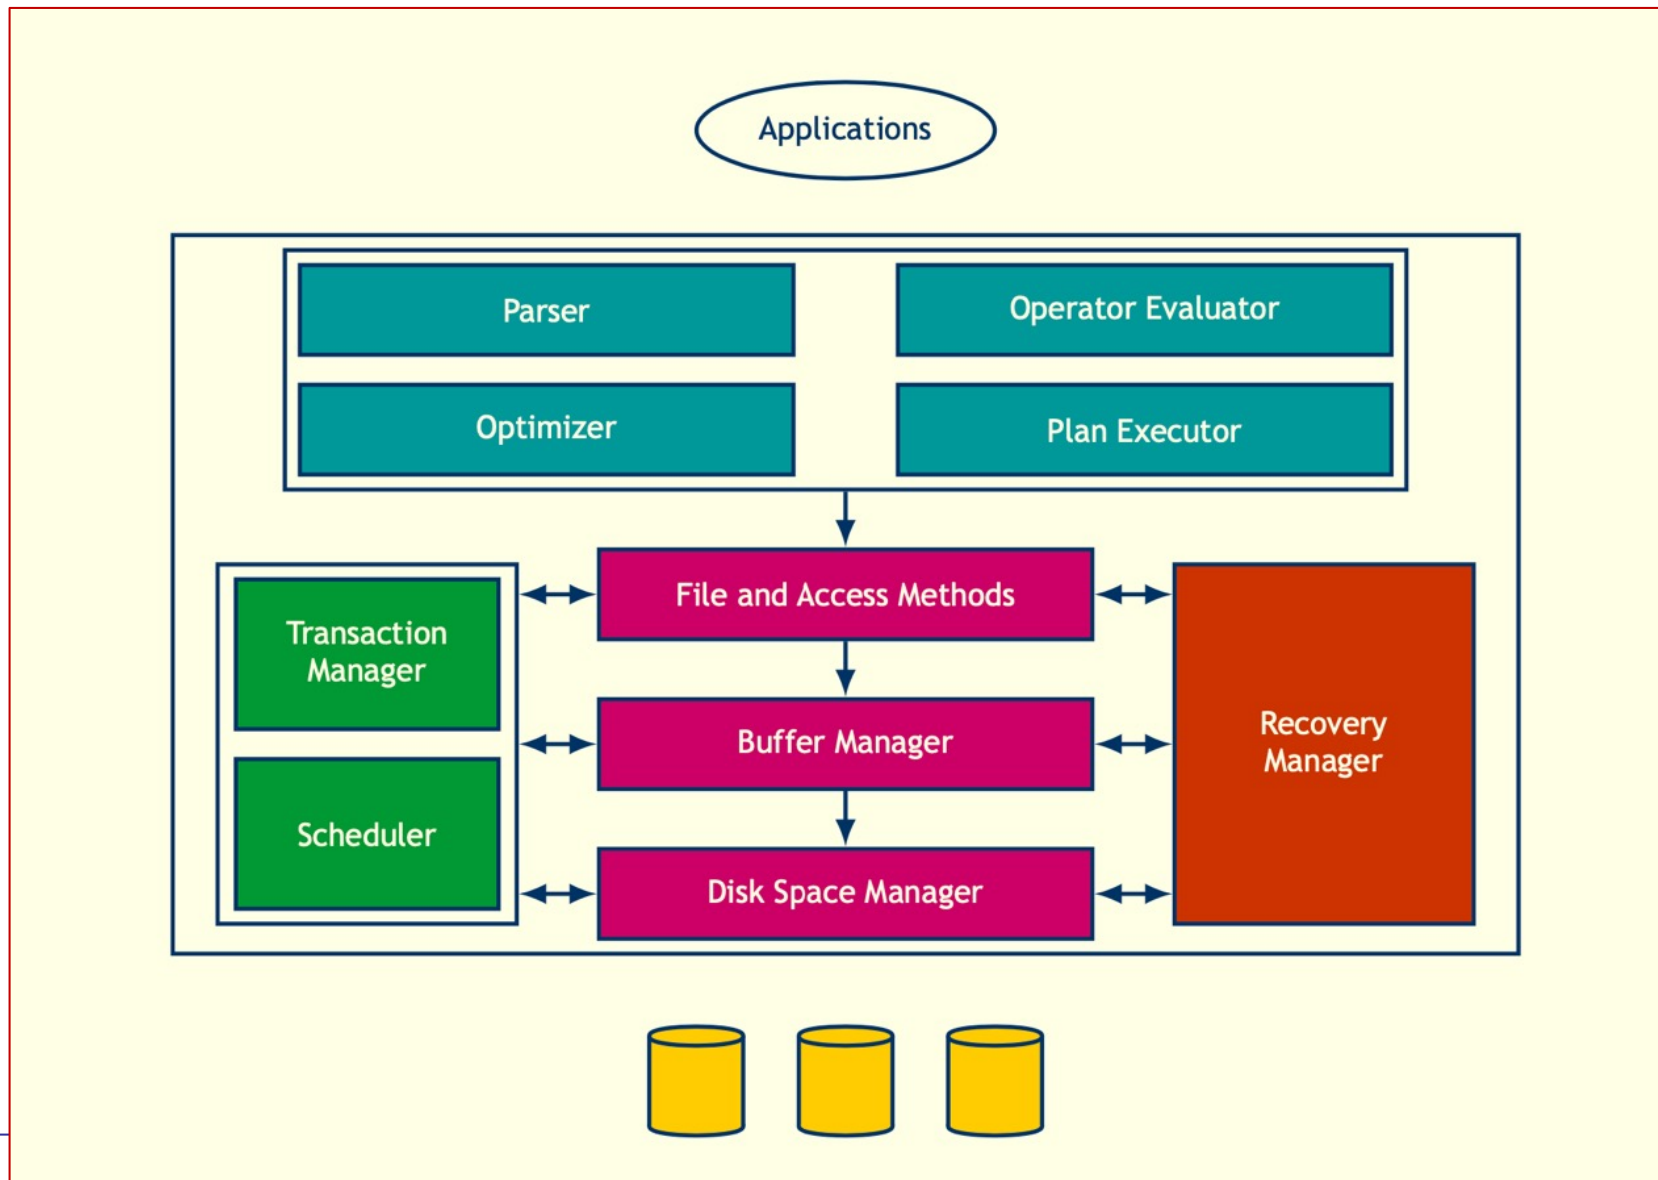 Applications
Parser
Operator Evaluator
Optimizer
Plan Executor
File and Access Methods
Transaction
Manager
Buffer Manager
Recovery
Manager
Scheduler
Disk Space Manager